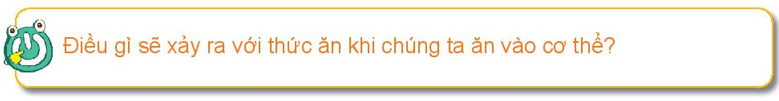 Điều gì sẽ xảy ra với thức ăn khi chúng ta ăn vào cơ thể?